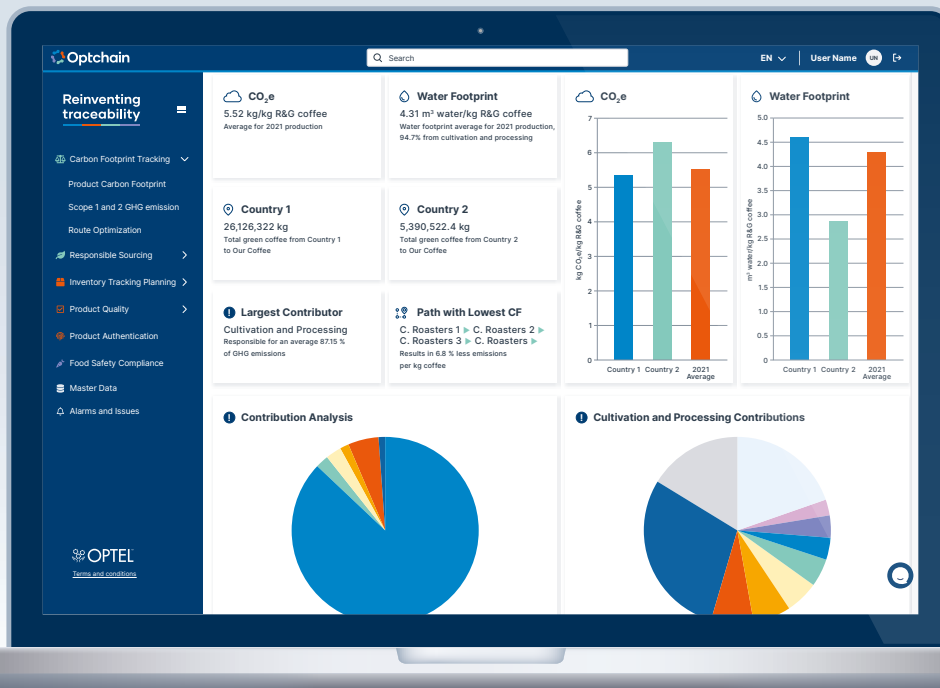 Optchain
Search
EN
User Name
UN
Reinventing
traceability
Carbon Footprint Tracking
Product Carbon Footprint
Scope 1 and 2 GHG emission
Route Optimization
Responsible Sourcing
Inventory Tracking Planning
Product Quality
Product Authentication
Food Safety Compliance
Master Data
Alarms and Issues
OPTEL
Terms and conditions
CO₂e
5.52 kg/kg R&G coffee
Average for 2021 production
Water Footprint
4.31 m³ water/kg R&G coffee
Water footprint average for 2021 production,
94.7% from cultivation and processing
Country 1
26,126,322 kg
Total green coffee from Country 1
to Our Coffee
Country 2
5,390,522.4 kg
Total green coffee from Country 2
to Our Coffee
Largest Contributor
Cultivation and Processing
Responsible for an average 87.15 %
of GHG emissions
Path with Lowest CF
C. Roasters 1 ▶ C. Roasters 2 ▶
C. Roasters 3 ▶ C. Roasters ▶
Results in 6.8 % less emissions
per kg coffee
CO₂e
kg CO₂e/kg R&G coffee
7
6
5
4
3
2
1
0
Country 1 Country 2 2021
Average
Water Footprint
m³ water/kg R&G coffee
5.0
4.5
4.0
3.5
3.0
2.5
2.0
1.5
1.0
0.5
0
Country 1 Country 2 2021
Average
Contribution Analysis
Cultivation and Processing Contributions